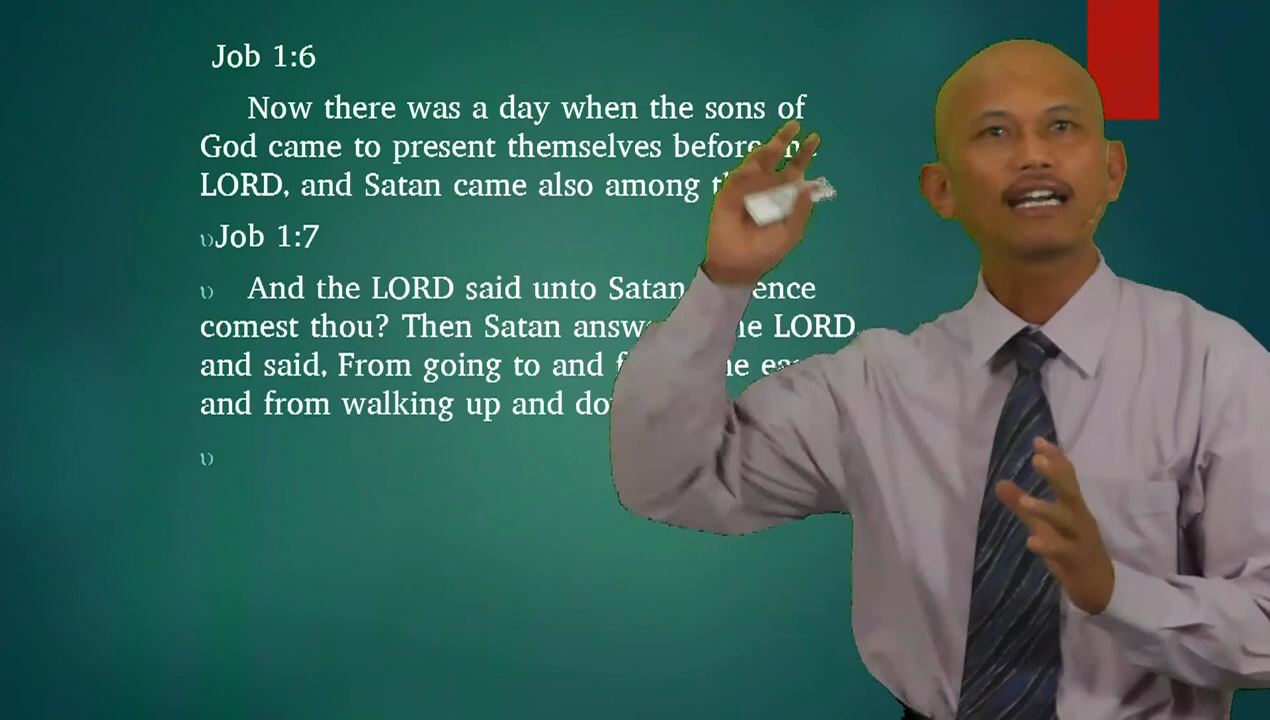 Job 1:6
Now there was a day when the sons of
God came to present themselves before
LORD, and Satan came also among
Job 1:7
And the LORD said unto Satan
comest thou? Then Satan LORD,
and said, From going to and
and from walking up and